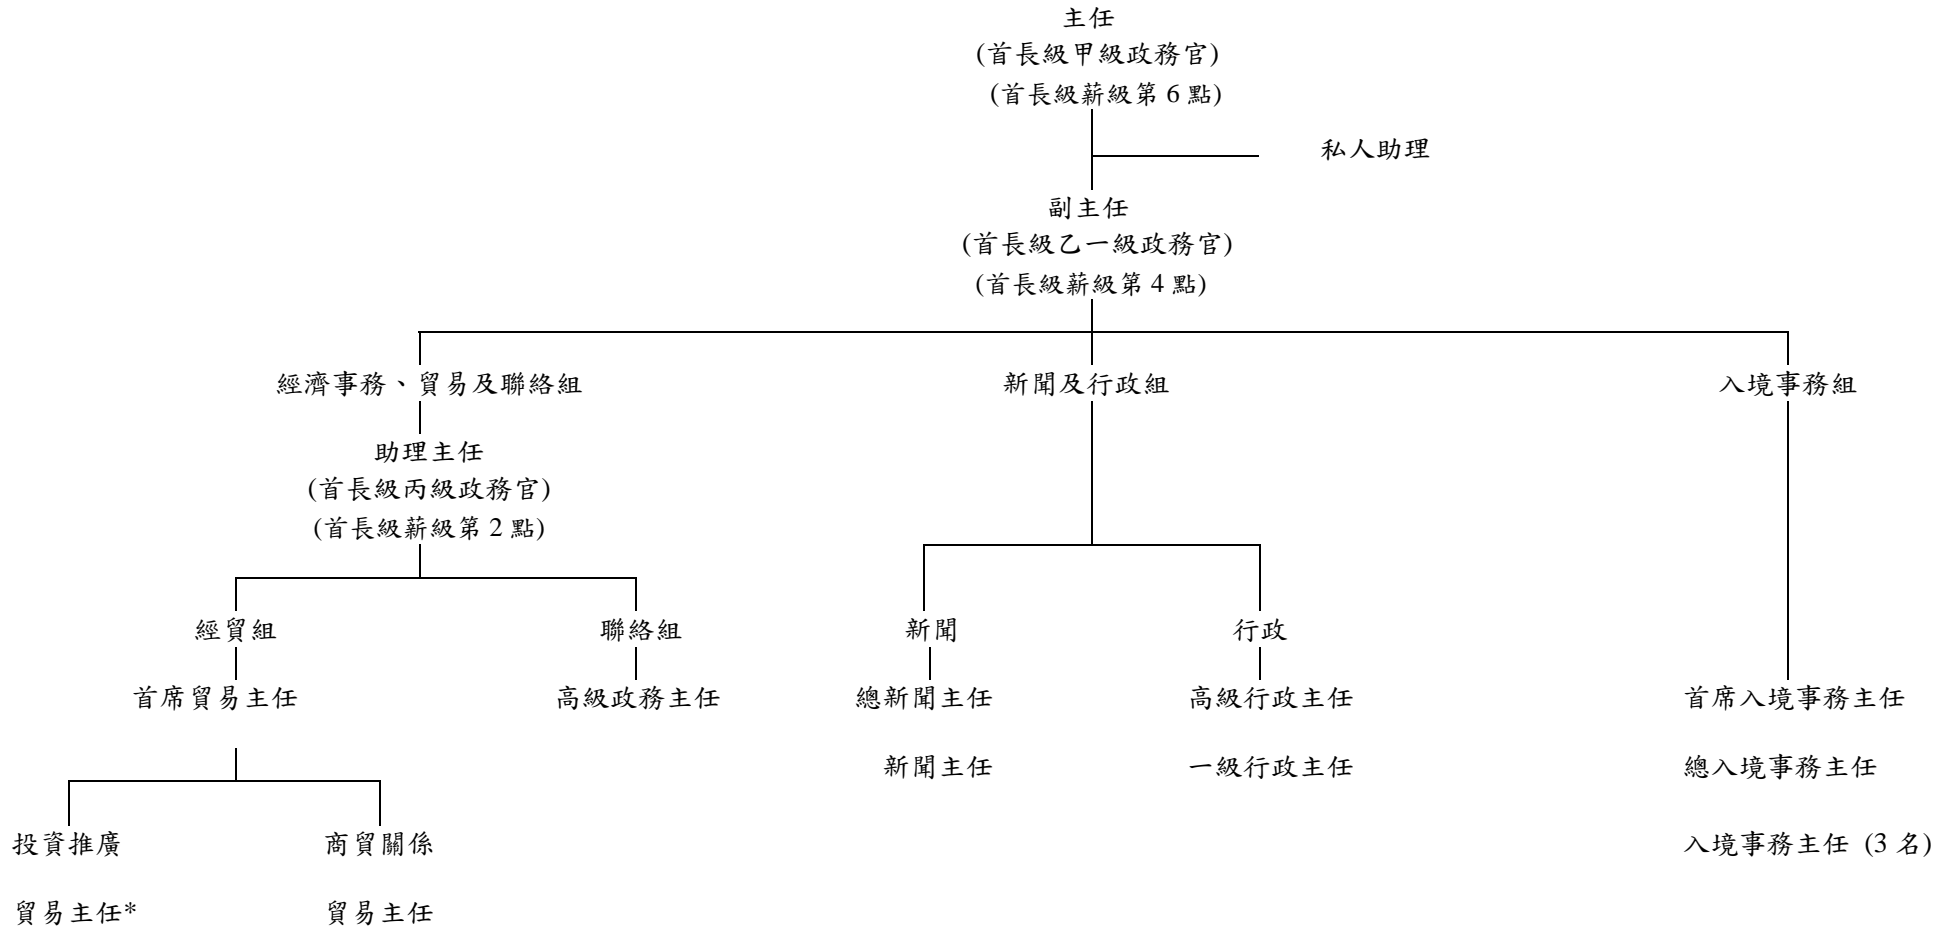 主任
(首長級甲級政務官)
(首長級薪級第 6 點)
私人助理
副主任
(首長級乙一級政務官)
(首長級薪級第 4 點)
經濟事務、貿易及聯絡組
新聞及行政組
入境事務組
助理主任
(首長級丙級政務官)
(首長級薪級第 2 點)
經貿組
聯絡組
新聞
行政
首席貿易主任
高級政務主任
總新聞主任
高級行政主任
首席入境事務主任
新聞主任
一級行政主任
總入境事務主任
投資推廣
商貿關係
入境事務主任 (3 名)
貿易主任*
貿易主任